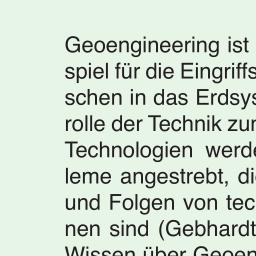 Geoengineering ist
spiel für die Eingriffs
schen in das Erdsys
rolle der Technik zur
Technologien werde
leme angestrebt, di
und Folgen von tec
nen sind (Gebhardt
Wissen über Geoen